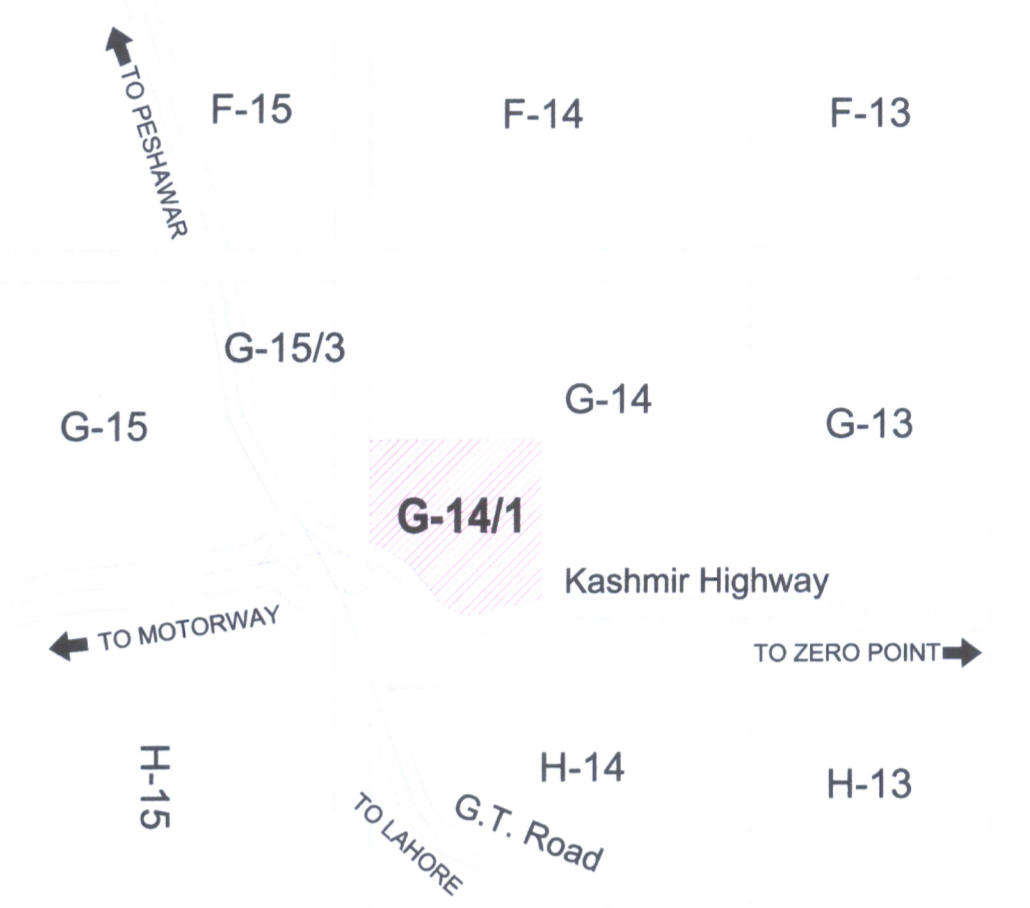 TO PESHAWAR
F-15
F-14
F-13
G-15/3
G-15
G-14
G-13
G-14/1
Kashmir Highway
TO MOTORWAY
TO ZERO POINT
H-15
H-14
H-13
G.T. Road
TO LAHORE